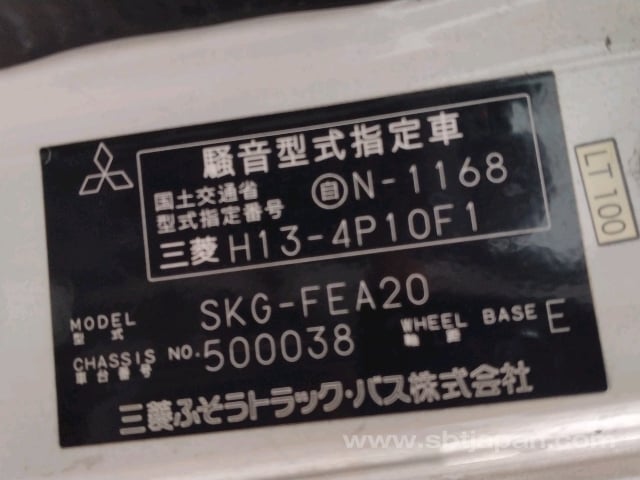 騒音型式指定車
国土交通省
型式指定番号 自N-1168
三菱 H13-4P10F1
MODEL
型式 SKG-FEA20
CHASSIS NO.
車台番号 500038
WHEEL BASE
軸距 E
三菱ふそうトラック・バス株式会社
LT100
www.sbtjapan.com